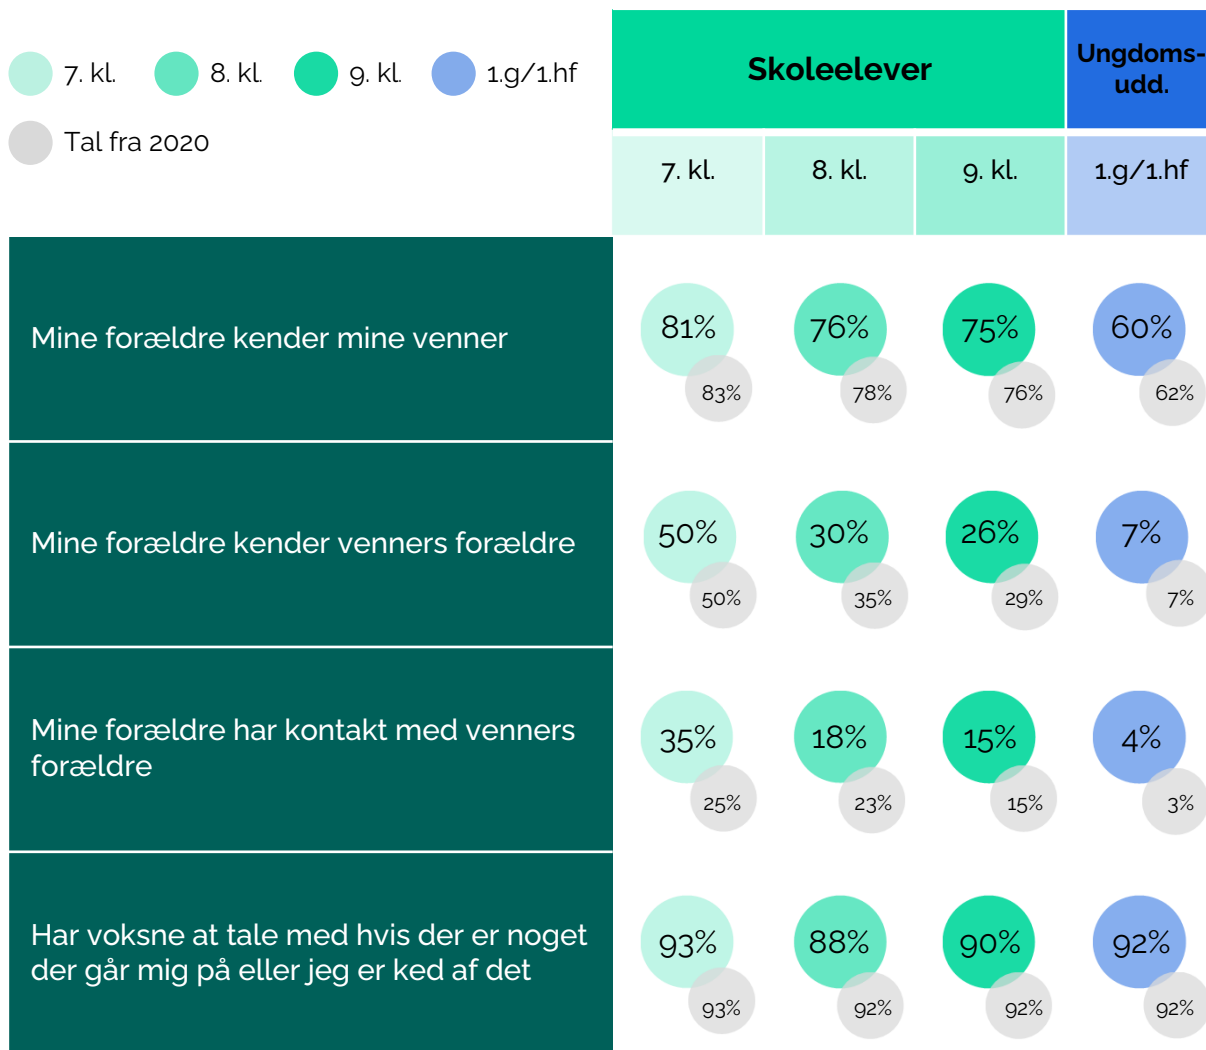 7. kl.
8. kl.
9. kl.
1.g/1.hf
Tal fra 2020
Skoleelever
Ungdoms-
udd.
7. kl.
8. kl.
9. kl.
1.g/1.hf
Mine forældre kender mine venner
81%
76%
75%
60%
83%
78%
76%
62%
Mine forældre kender venners forældre
50%
30%
26%
7%
50%
35%
29%
7%
Mine forældre har kontakt med venners
forældre
35%
18%
15%
4%
25%
23%
15%
3%
Har voksne at tale med hvis der er noget
der går mig på eller jeg er ked af det
93%
88%
90%
92%
93%
92%
92%
92%